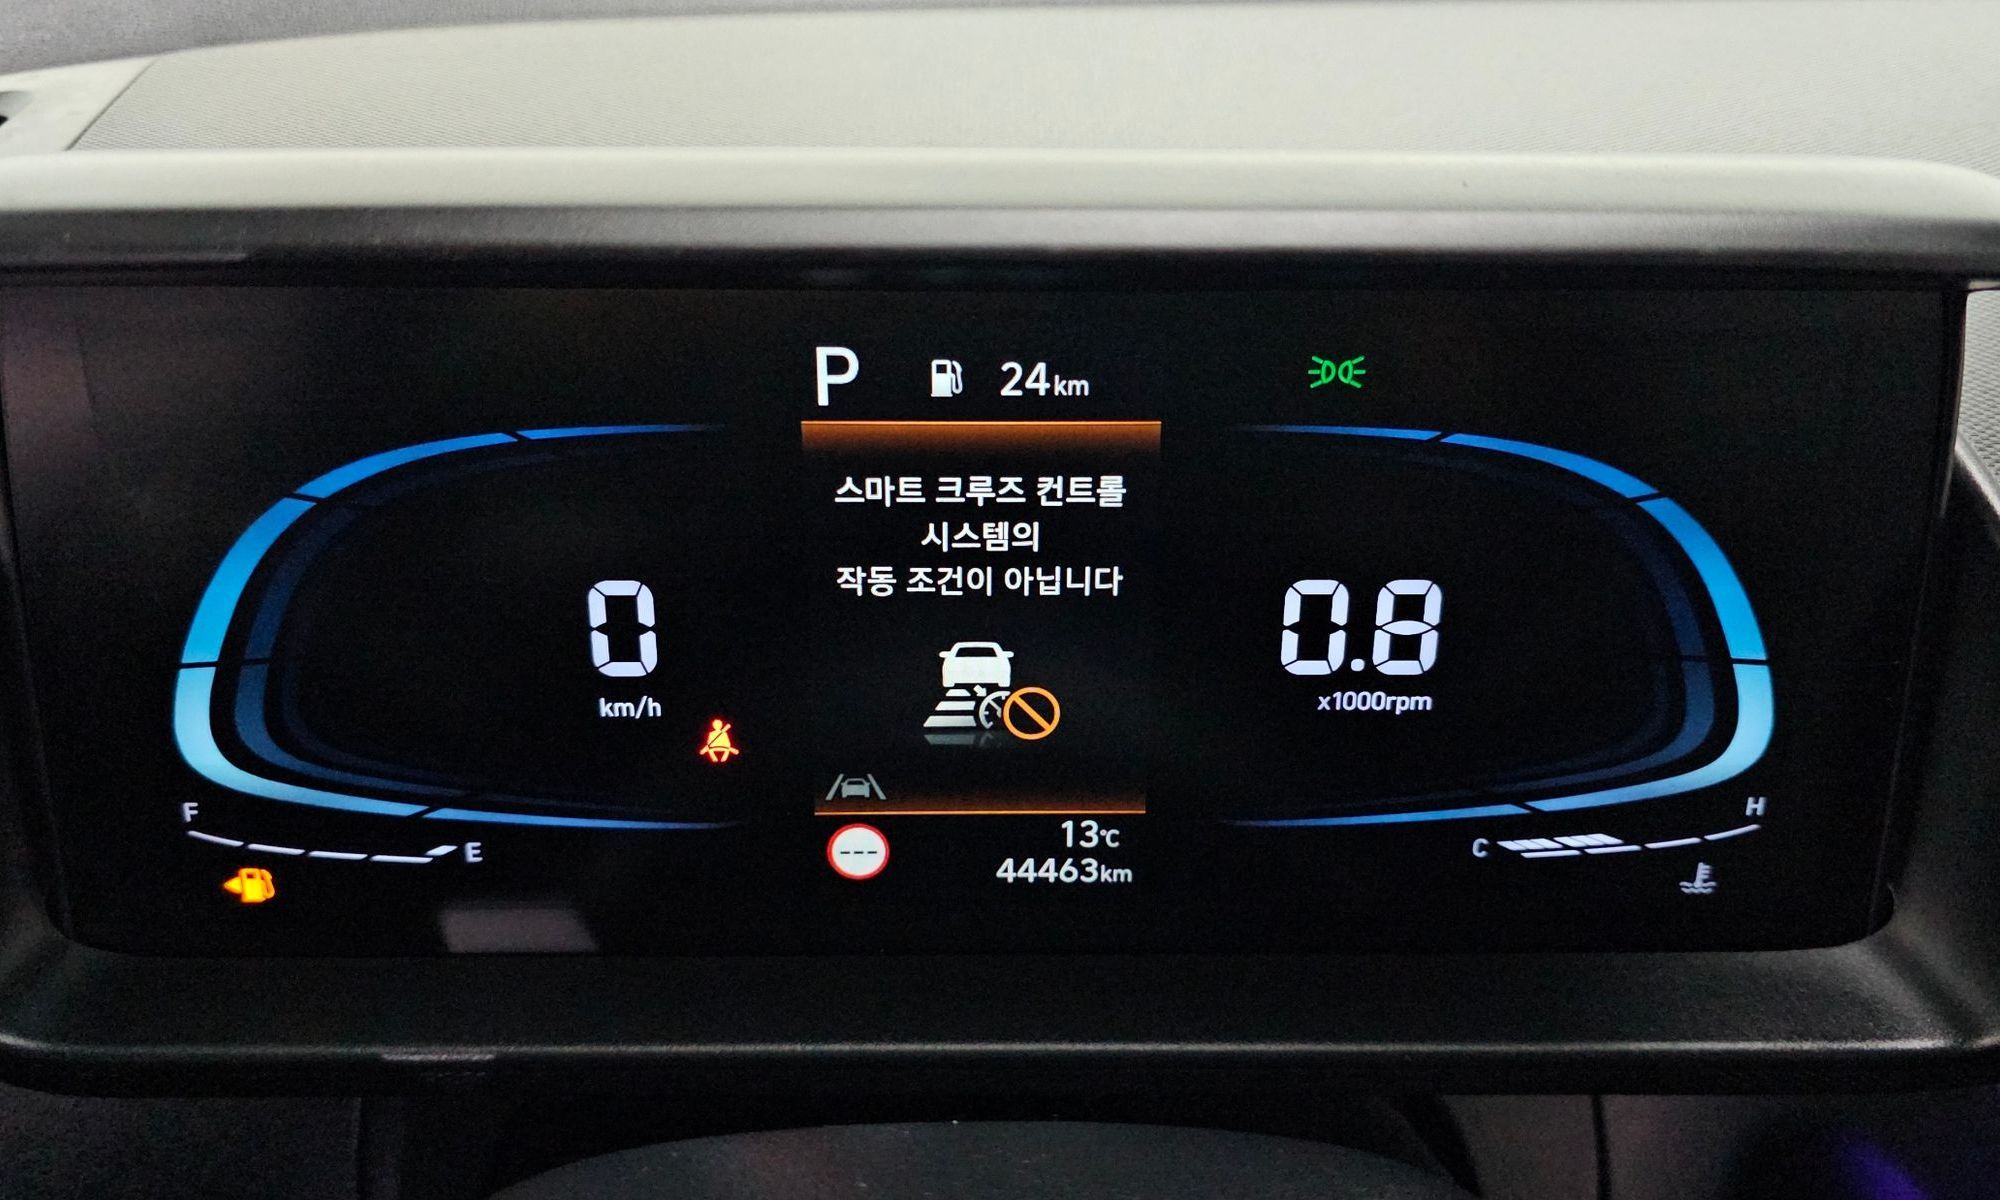 P 24km
스마트 크루즈 컨트롤
시스템의
작동 조건이 아닙니다
0
km/h
0.8
x1000rpm
F
E
---
13℃
44463km
C
H